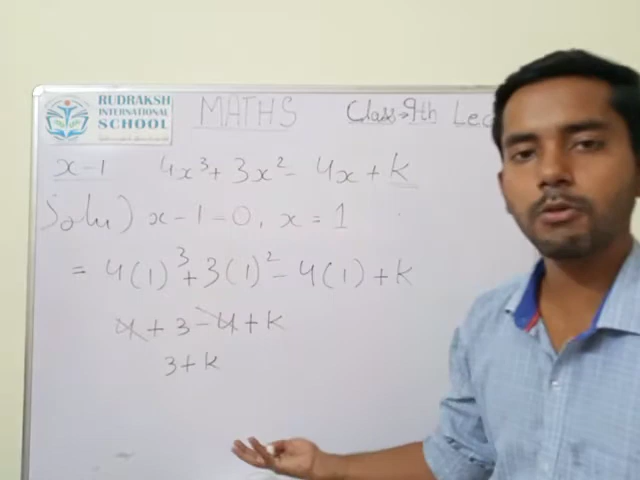 RUDRAKSH
INTERNATIONAL
SCHOOL
MATHS Class-9th Lec
x-1 4x³+ 3x²- 4x + k
Solu) x-1=0, x = 1
= 4(1)³+3(1)²-4(1)+k
4 + 3 - 4 + k
3 + k